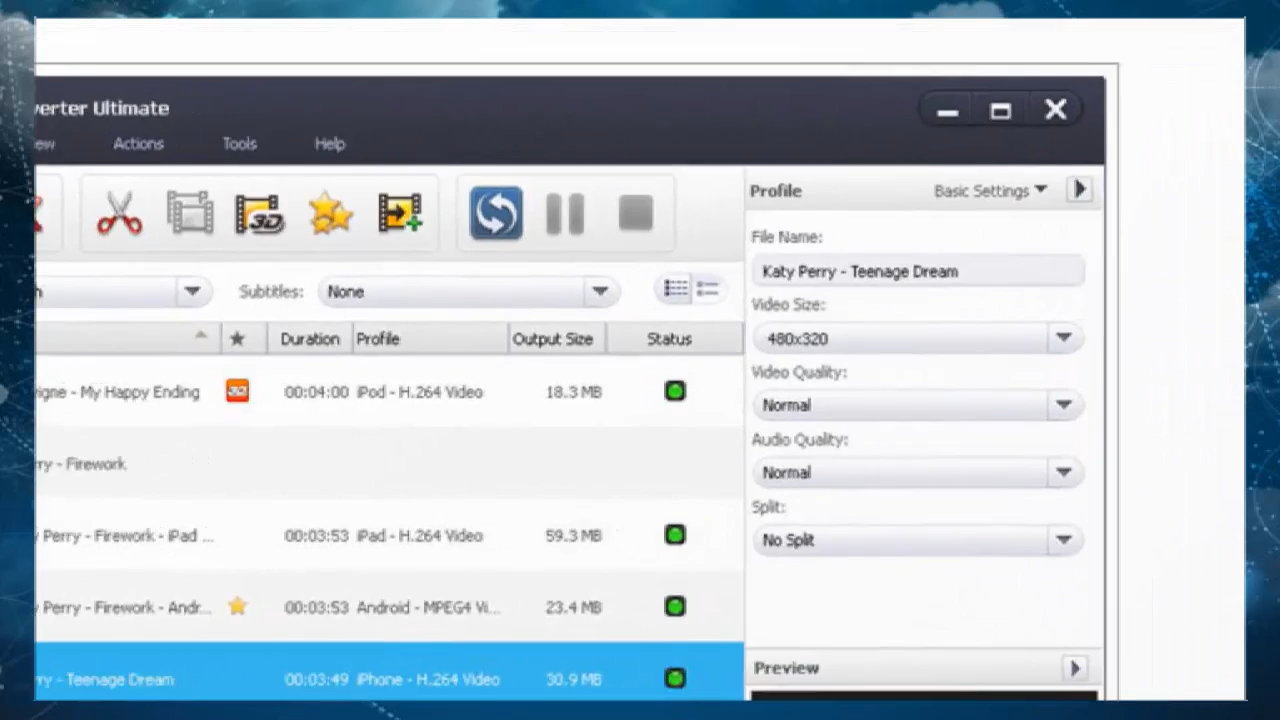 verter Ultimate
ew Actions Tools Help
3D
Profile Basic Settings
File Name:
Katy Perry - Teenage Dream
Subtitles: None
Video Size:
480x320
Duration Profile Output Size Status
Video Quality:
Normal
igne - My Happy Ending 00:04:00 iPod - H.264 Video 18.3 MB
Audio Quality:
Normal
rry - Firework
Split:
No Split
y Perry - Firework - iPad ... 00:03:53 iPad - H.264 Video 59.3 MB
y Perry - Firework - Andr... 00:03:53 Android - MPEG4 Vi... 23.4 MB
Preview
rry - Teenage Dream 00:03:49 iPhone - H.264 Video 30.9 MB